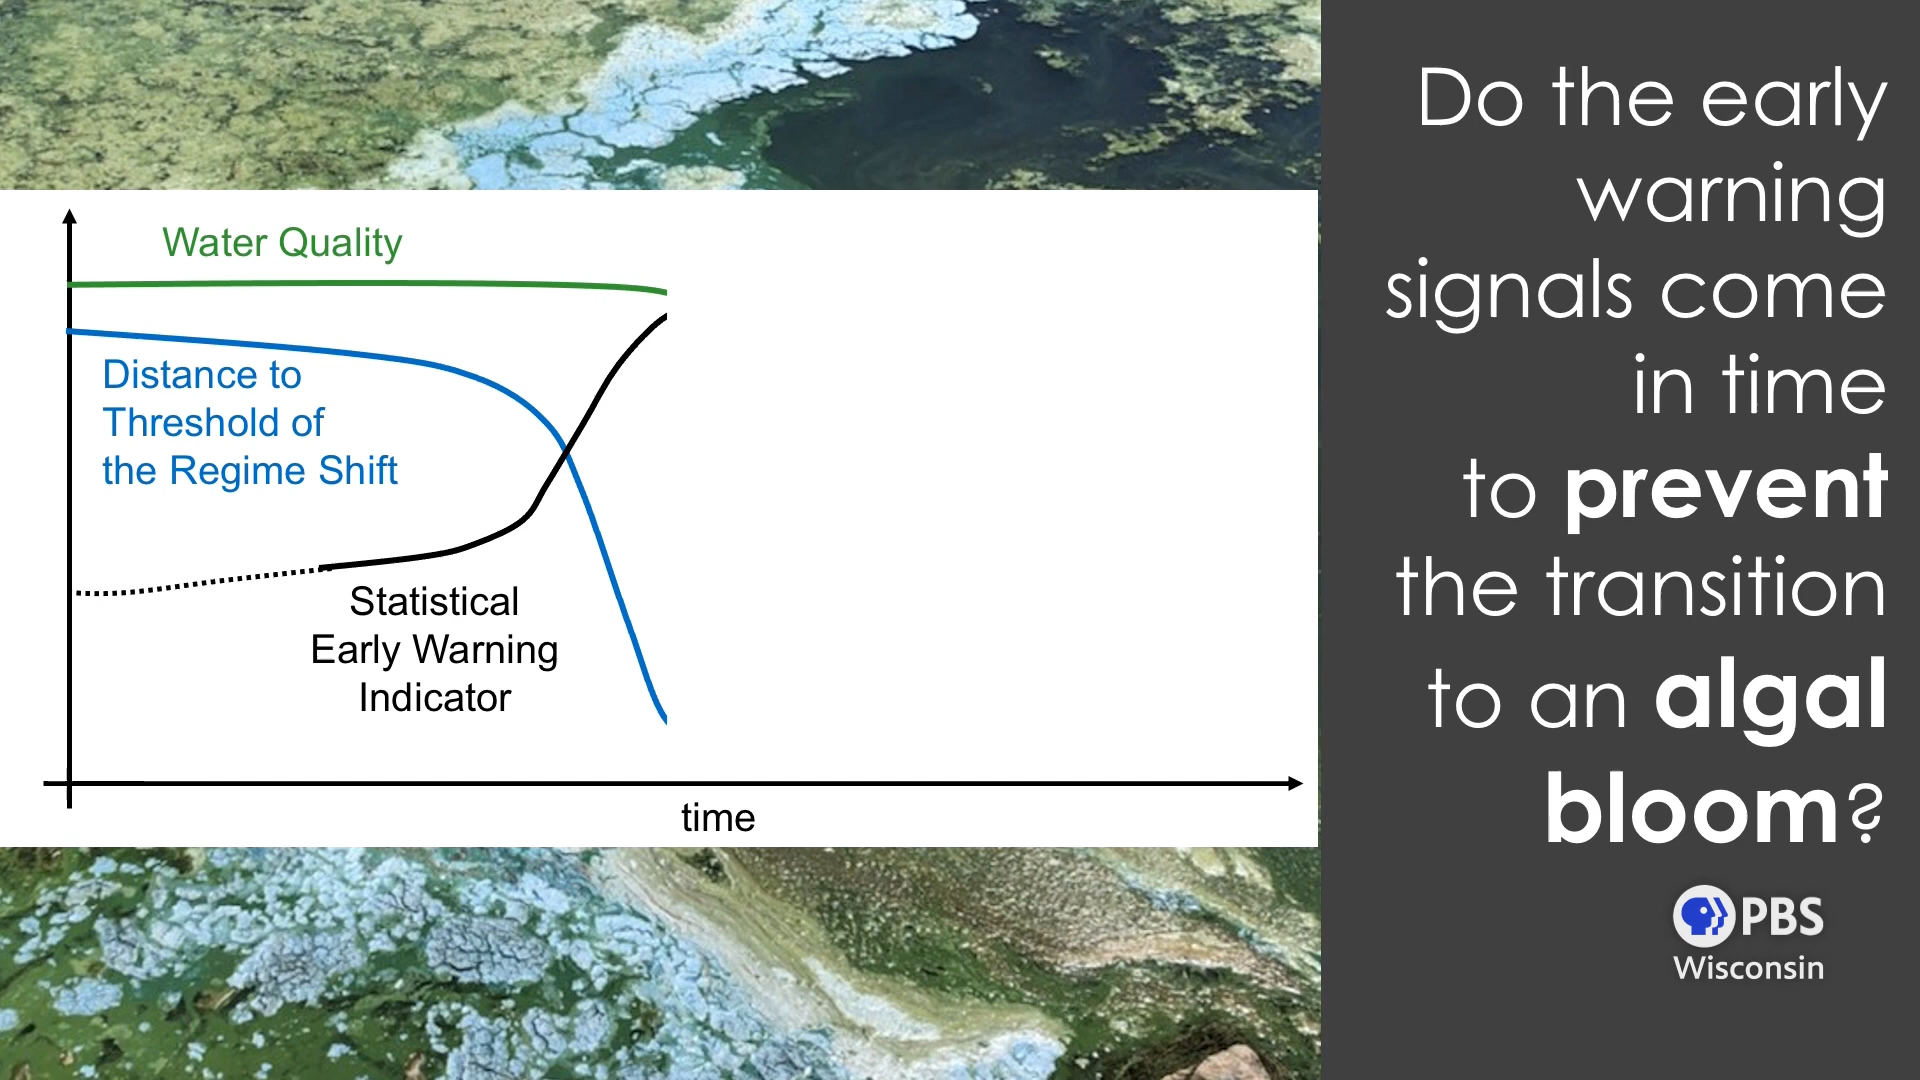 Water Quality
Distance to
Threshold of
the Regime Shift
Statistical
Early Warning
Indicator
time
Do the early
warning
signals come
in time
to prevent
the transition
to an algal
bloom?
PBS
Wisconsin